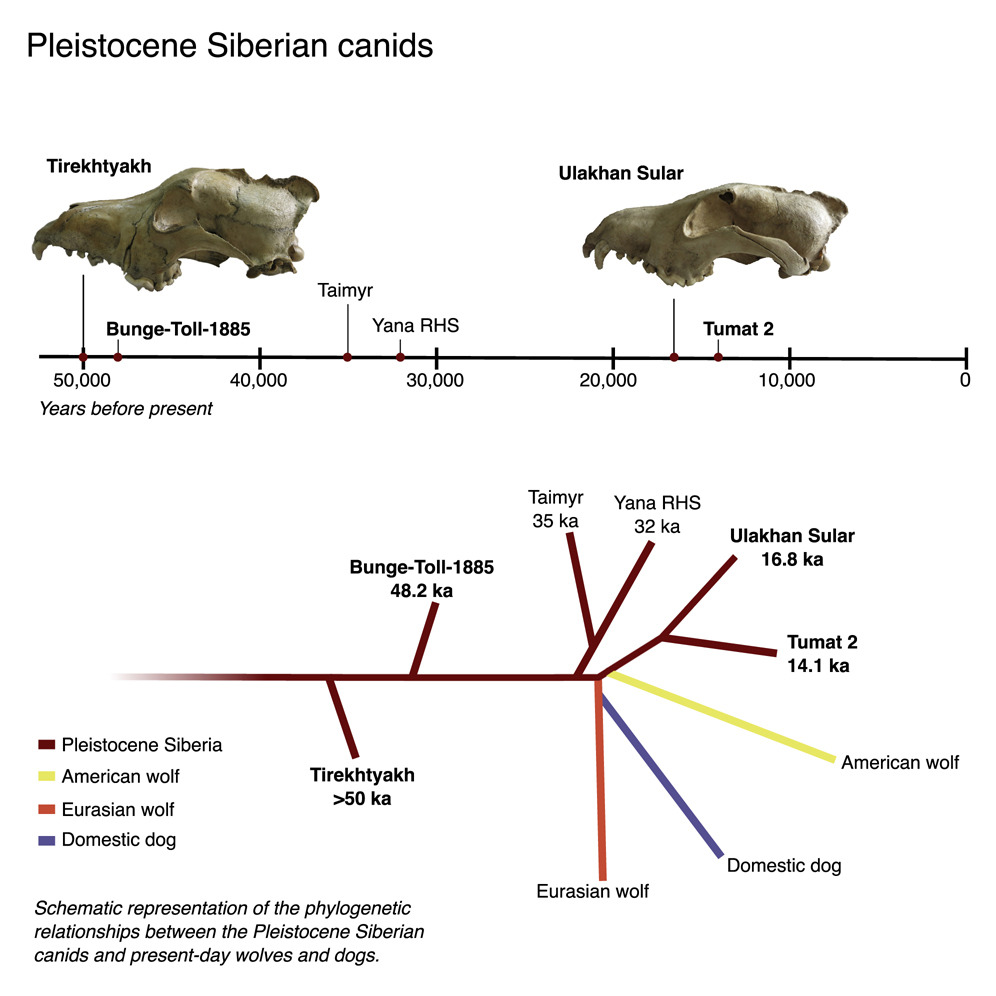 Pleistocene Siberian canids
Tirekhtyakh
Ulakhan Sular
Taimyr
Bunge-Toll-1885
Yana RHS
Tumat 2
50,000
40,000
30,000
20,000
10,000
0
Years before present
Taimyr
35 ka
Yana RHS
32 ka
Ulakhan Sular
16.8 ka
Bunge-Toll-1885
48.2 ka
Tumat 2
14.1 ka
Pleistocene Siberia
American wolf
Eurasian wolf
Domestic dog
Tirekhtyakh
>50 ka
American wolf
Domestic dog
Eurasian wolf
Schematic representation of the phylogenetic
relationships between the Pleistocene Siberian
canids and present-day wolves and dogs.